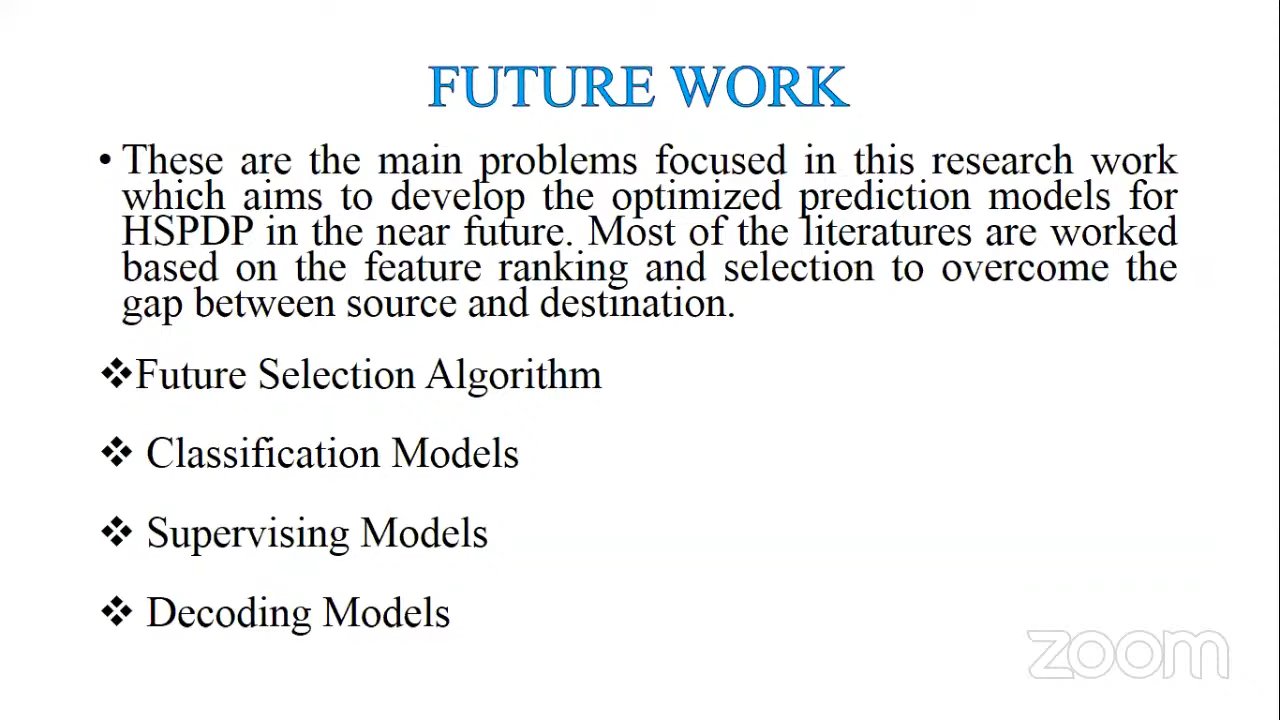 FUTURE WORK
• These are the main problems focused in this research work
which aims to develop the optimized prediction models for
HSPDP in the near future. Most of the literatures are worked
based on the feature ranking and selection to overcome the
gap between source and destination.
❖Future Selection Algorithm
❖ Classification Models
❖ Supervising Models
❖ Decoding Models
zoom